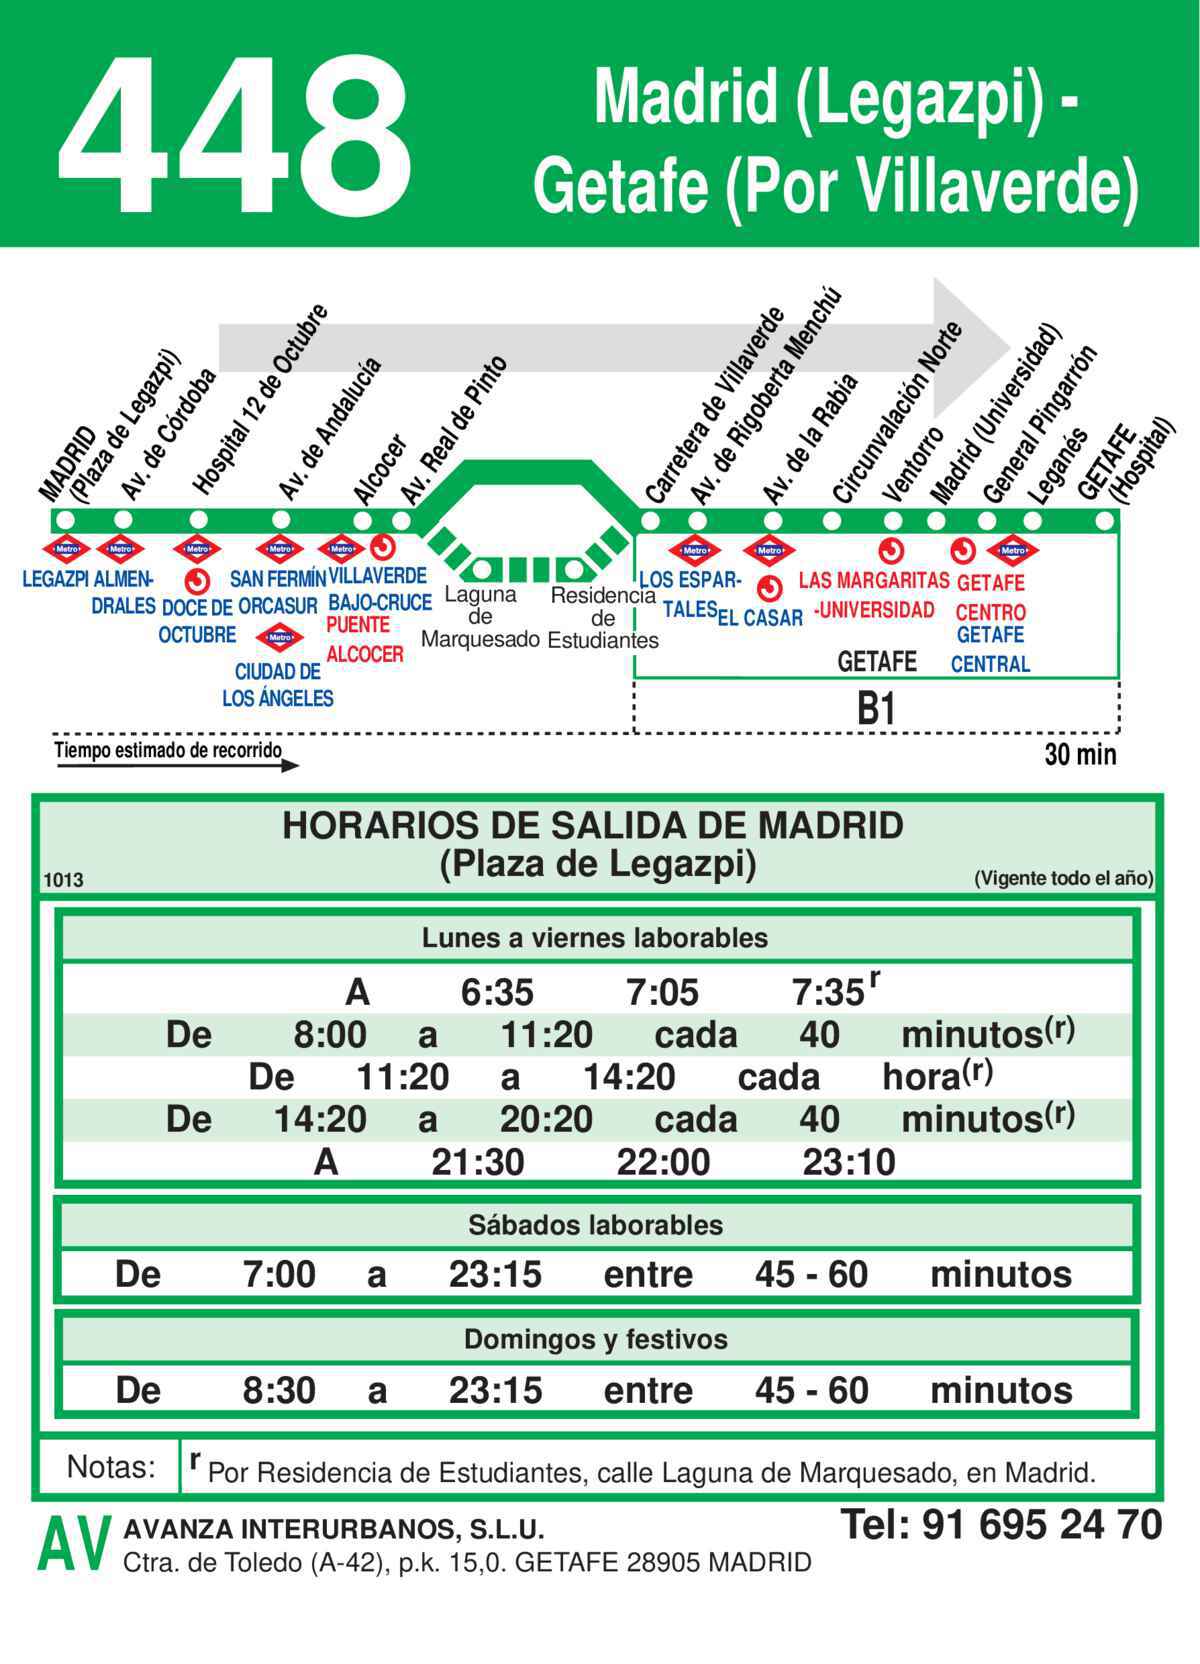 448
Madrid (Legazpi) -
Getafe (Por Villaverde)
MADRID
(Plaza de Legazpi)
Av. de Córdoba
Hospital 12 de Octubre
Av. de Andalucía
Alcocer
Av. Real de Pinto
Carretera de Villaverde
Av. de Rigoberta Menchú
Av. de la Rabia
Circunvalación Norte
Ventorro
Madrid (Universidad)
General Pingarrón
Leganés
GETAFE
(Hospital)
Metro
Metro
Metro
Metro
Metro
Metro
Metro
Metro
LEGAZPI
ALMEN-
DRALES
DOCE DE
OCTUBRE
SAN FERMÍN
ORCASUR
Metro
CIUDAD DE
LOS ÁNGELES
VILLAVERDE
BAJO-CRUCE
PUENTE
ALCOCER
Laguna
de
Marquesado
Residencia
de
Estudiantes
LOS ESPAR-
TALES
EL CASAR
LAS MARGARITAS
-UNIVERSIDAD
GETAFE
CENTRO
GETAFE
CENTRAL
GETAFE
B1
Tiempo estimado de recorrido
30 min
HORARIOS DE SALIDA DE MADRID
(Plaza de Legazpi)
1013
(Vigente todo el año)
Lunes a viernes laborables
A 6:35 7:05 7:35 r
De 8:00 a 11:20 cada 40 minutos(r)
De 11:20 a 14:20 cada hora(r)
De 14:20 a 20:20 cada 40 minutos(r)
A 21:30 22:00 23:10
Sábados laborables
De 7:00 a 23:15 entre 45 - 60 minutos
Domingos y festivos
De 8:30 a 23:15 entre 45 - 60 minutos
Notas: r Por Residencia de Estudiantes, calle Laguna de Marquesado, en Madrid.
AV AVANZA INTERURBANOS, S.L.U.
Tel: 91 695 24 70
Ctra. de Toledo (A-42), p.k. 15,0. GETAFE 28905 MADRID